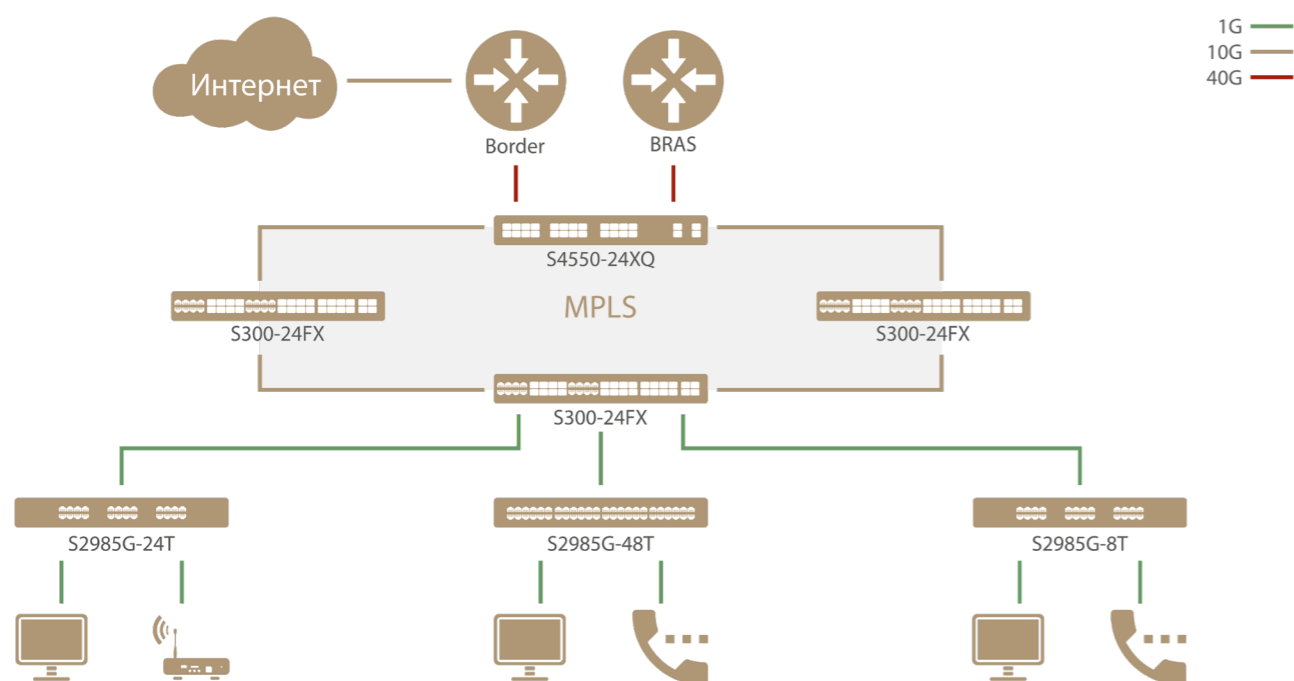 1G
10G
40G
Интернет
Border
BRAS
S4550-24XQ
MPLS
S300-24FX
S300-24FX
S300-24FX
S2985G-24T
S2985G-48T
S2985G-8T